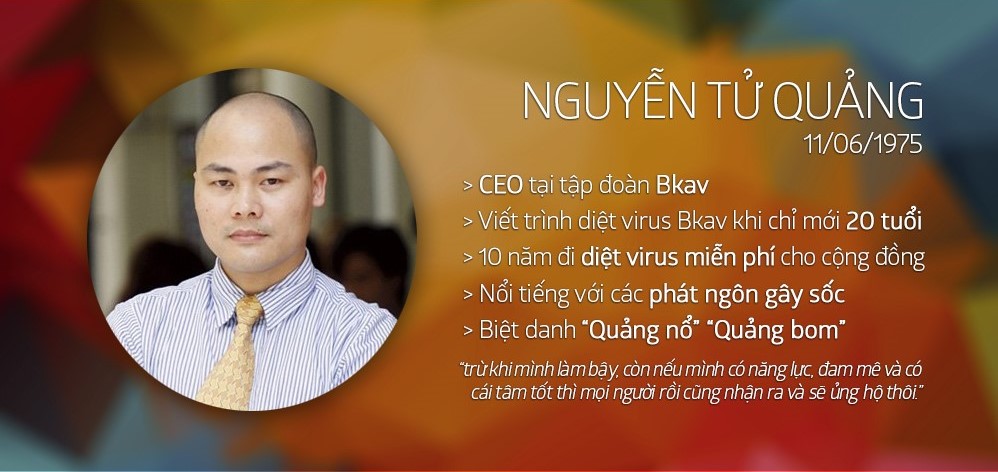 NGUYỄN TỬ QUẢNG
11/06/1975
> CEO tại tập đoàn Bkav
> Viết trình diệt virus Bkav khi chỉ mới 20 tuổi
> 10 năm đi diệt virus miễn phí cho cộng đồng
> Nổi tiếng với các phát ngôn gây sốc
> Biệt danh “Quảng nổ” “Quảng bom”
“trừ khi mình làm bậy, còn nếu mình có năng lực, đam mê và có
cái tâm tốt thì mọi người rồi cũng nhận ra và sẽ ủng hộ thôi.”